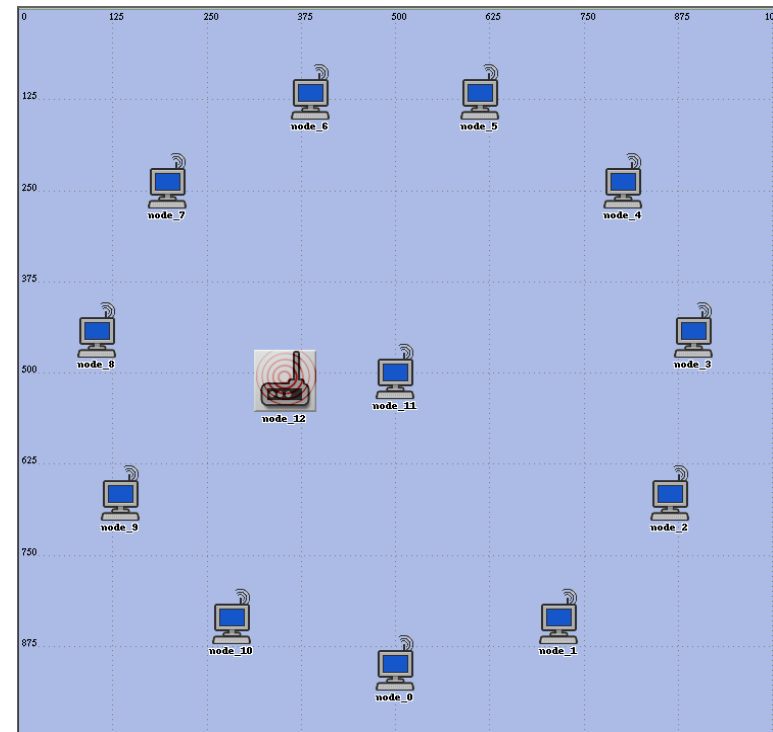 0 125 250 375 500 625 750 875 10
125
node_6 node_5
250
node_7 node_4
375
node_8 node_3
500
node_12 node_11
625
node_9 node_2
750
875
node_10 node_1
node_0